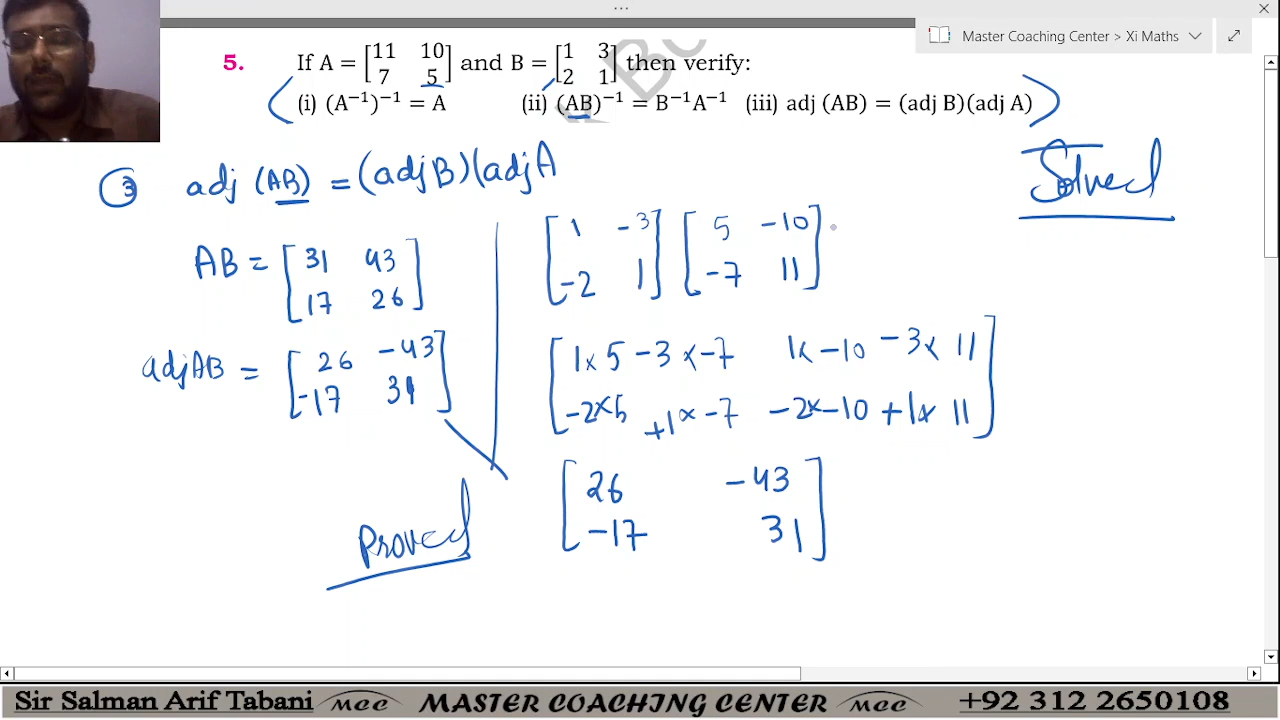 Master Coaching Center > Xi Maths
5. If A = [11 10 7 5] and B = [1 3 2 1] then verify:
(i) (A⁻¹)⁻¹ = A (ii) (AB)⁻¹ = B⁻¹A⁻¹ (iii) adj (AB) = (adj B)(adj A)
③ adj (AB) = (adjB)(adjA
Solved
AB = [31 43
17 26]
adjAB = [26 -43
-17 31]
[1 -3 [5 -10
-2 1] -7 11]
[1×5 -3×-7 1×-10 -3×11
-2×5 +1×-7 -2×-10 +1×11]
[26 -43
-17 31]
Proved
Sir Salman Arif Tabani mcc MASTER COACHING CENTER mcc +92 312 2650108